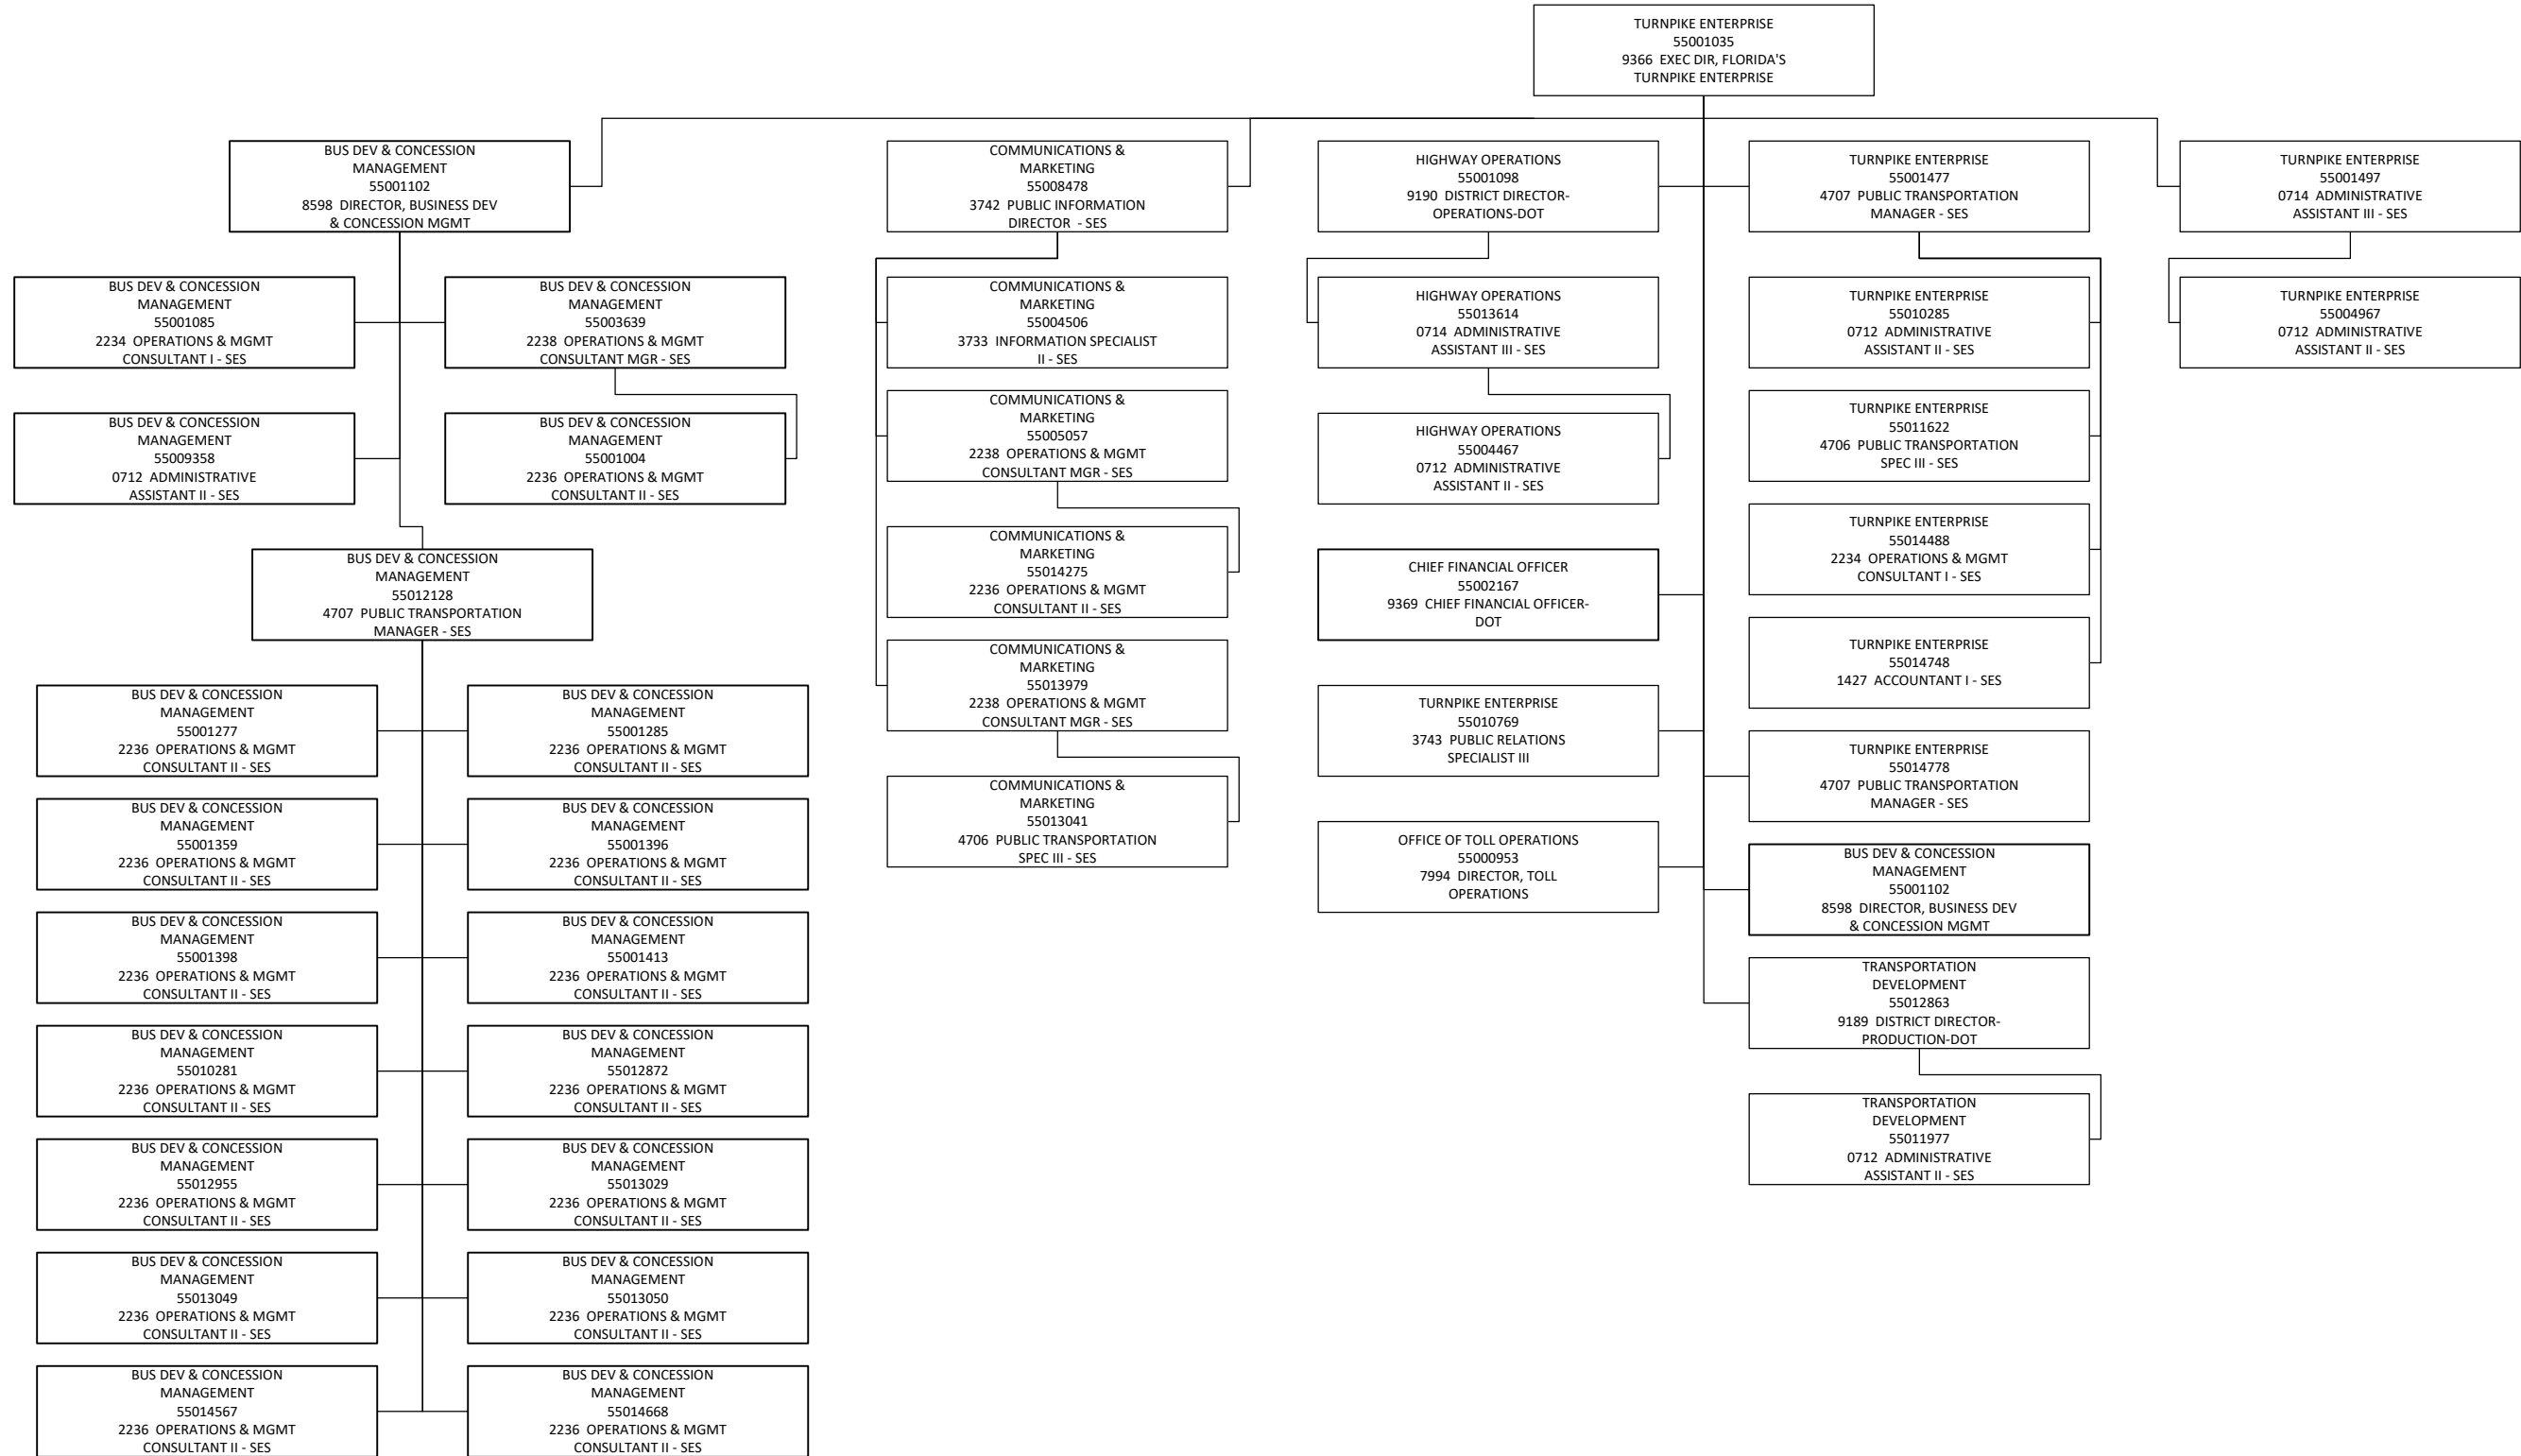 TURNPIKE ENTERPRISE
55001035
9366  EXEC DIR, FLORIDA'S
TURNPIKE ENTERPRISE
BUS DEV & CONCESSION
MANAGEMENT
55001102
8598  DIRECTOR, BUSINESS DEV
& CONCESSION MGMT
COMMUNICATIONS &
MARKETING
55008478
3742  PUBLIC INFORMATION
DIRECTOR  - SES
HIGHWAY OPERATIONS
55001098
9190  DISTRICT DIRECTOR-
OPERATIONS-DOT
TURNPIKE ENTERPRISE
55001477
4707  PUBLIC TRANSPORTATION
MANAGER - SES
TURNPIKE ENTERPRISE
55001497
0714  ADMINISTRATIVE
ASSISTANT III - SES
BUS DEV & CONCESSION
MANAGEMENT
55001085
2234  OPERATIONS & MGMT
CONSULTANT I - SES
BUS DEV & CONCESSION
MANAGEMENT
55003639
2238  OPERATIONS & MGMT
CONSULTANT MGR - SES
BUS DEV & CONCESSION
MANAGEMENT
55009358
0712  ADMINISTRATIVE
ASSISTANT II - SES
BUS DEV & CONCESSION
MANAGEMENT
55001004
2236  OPERATIONS & MGMT
CONSULTANT II - SES
BUS DEV & CONCESSION
MANAGEMENT
55012128
4707  PUBLIC TRANSPORTATION
MANAGER - SES
BUS DEV & CONCESSION
MANAGEMENT
55001277
2236  OPERATIONS & MGMT
CONSULTANT II - SES
BUS DEV & CONCESSION
MANAGEMENT
55001285
2236  OPERATIONS & MGMT
CONSULTANT II - SES
BUS DEV & CONCESSION
MANAGEMENT
55001359
2236  OPERATIONS & MGMT
CONSULTANT II - SES
BUS DEV & CONCESSION
MANAGEMENT
55001396
2236  OPERATIONS & MGMT
CONSULTANT II - SES
BUS DEV & CONCESSION
MANAGEMENT
55001398
2236  OPERATIONS & MGMT
CONSULTANT II - SES
BUS DEV & CONCESSION
MANAGEMENT
55001413
2236  OPERATIONS & MGMT
CONSULTANT II - SES
BUS DEV & CONCESSION
MANAGEMENT
55010281
2236  OPERATIONS & MGMT
CONSULTANT II - SES
BUS DEV & CONCESSION
MANAGEMENT
55012872
2236  OPERATIONS & MGMT
CONSULTANT II - SES
BUS DEV & CONCESSION
MANAGEMENT
55012955
2236  OPERATIONS & MGMT
CONSULTANT II - SES
BUS DEV & CONCESSION
MANAGEMENT
55013029
2236  OPERATIONS & MGMT
CONSULTANT II - SES
BUS DEV & CONCESSION
MANAGEMENT
55013049
2236  OPERATIONS & MGMT
CONSULTANT II - SES
BUS DEV & CONCESSION
MANAGEMENT
55013050
2236  OPERATIONS & MGMT
CONSULTANT II - SES
BUS DEV & CONCESSION
MANAGEMENT
55014567
2236  OPERATIONS & MGMT
CONSULTANT II - SES
BUS DEV & CONCESSION
MANAGEMENT
55014668
2236  OPERATIONS & MGMT
CONSULTANT II - SES
COMMUNICATIONS &
MARKETING
55004506
3733  INFORMATION SPECIALIST
II - SES
COMMUNICATIONS &
MARKETING
55005057
2238  OPERATIONS & MGMT
CONSULTANT MGR - SES
COMMUNICATIONS &
MARKETING
55014275
2236  OPERATIONS & MGMT
CONSULTANT II - SES
COMMUNICATIONS &
MARKETING
55013979
2238  OPERATIONS & MGMT
CONSULTANT MGR - SES
COMMUNICATIONS &
MARKETING
55013041
4706  PUBLIC TRANSPORTATION
SPEC III - SES
HIGHWAY OPERATIONS
55013614
0714  ADMINISTRATIVE
ASSISTANT III - SES
HIGHWAY OPERATIONS
55004467
0712  ADMINISTRATIVE
ASSISTANT II - SES
CHIEF FINANCIAL OFFICER
55002167
9369  CHIEF FINANCIAL OFFICER-
DOT
TURNPIKE ENTERPRISE
55010769
3743  PUBLIC RELATIONS
SPECIALIST III
OFFICE OF TOLL OPERATIONS
55000953
7994  DIRECTOR, TOLL
OPERATIONS
TURNPIKE ENTERPRISE
55010285
0712  ADMINISTRATIVE
ASSISTANT II - SES
TURNPIKE ENTERPRISE
55011622
4706  PUBLIC TRANSPORTATION
SPEC III - SES
TURNPIKE ENTERPRISE
55014488
2234  OPERATIONS & MGMT
CONSULTANT I - SES
TURNPIKE ENTERPRISE
55014748
1427  ACCOUNTANT I - SES
TURNPIKE ENTERPRISE
55014778
4707  PUBLIC TRANSPORTATION
MANAGER - SES
BUS DEV & CONCESSION
MANAGEMENT
55001102
8598  DIRECTOR, BUSINESS DEV
& CONCESSION MGMT
TRANSPORTATION
DEVELOPMENT
55012863
9189  DISTRICT DIRECTOR-
PRODUCTION-DOT
TRANSPORTATION
DEVELOPMENT
55011977
0712  ADMINISTRATIVE
ASSISTANT II - SES
TURNPIKE ENTERPRISE
55004967
0712  ADMINISTRATIVE
ASSISTANT II - SES